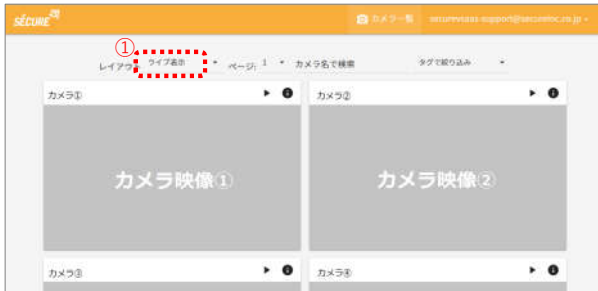 SECURE
カメラ一覧 securevsaas-support@secureinc.co.jp
①
レイアウト ライブ表示 ページ: 1 カメラ名で検索 タグで絞り込み
カメラ① カメラ②
カメラ映像① カメラ映像②
カメラ③ カメラ④